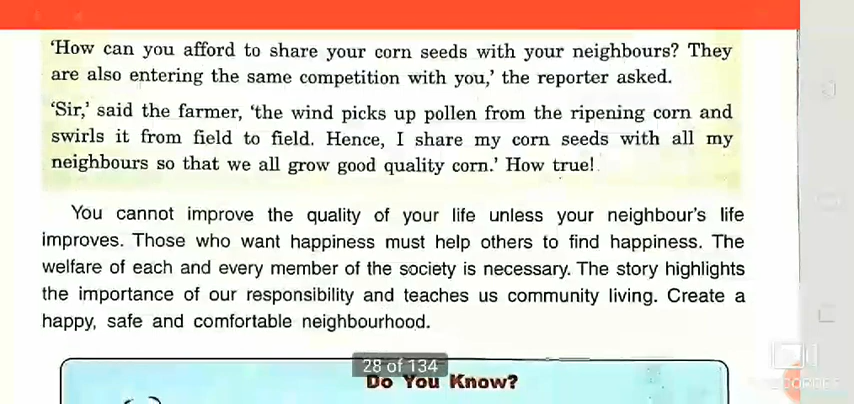 ‘How can you afford to share your corn seeds with your neighbours? They
are also entering the same competition with you,’ the reporter asked.
‘Sir,’ said the farmer, ‘the wind picks up pollen from the ripening corn and
swirls it from field to field. Hence, I share my corn seeds with all my
neighbours so that we all grow good quality corn.’ How true!
You cannot improve the quality of your life unless your neighbour’s life
improves. Those who want happiness must help others to find happiness. The
welfare of each and every member of the society is necessary. The story highlights
the importance of our responsibility and teaches us community living. Create a
happy, safe and comfortable neighbourhood.
28 of 134
Do You Know?